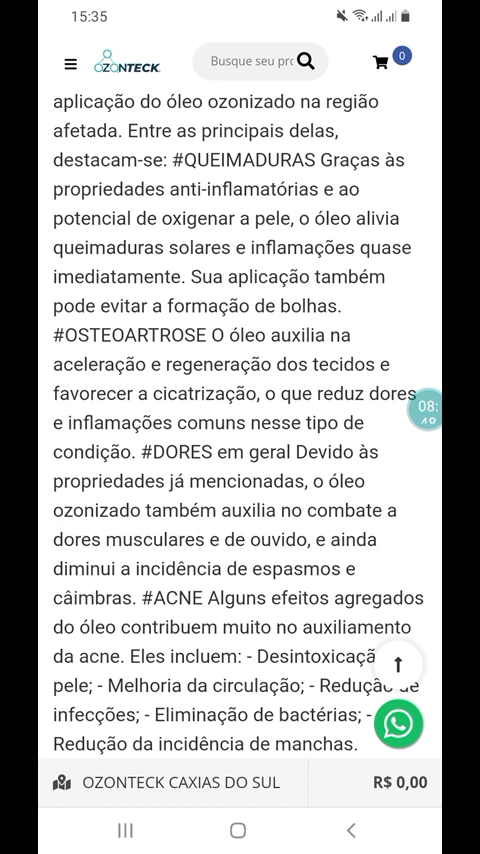 15:35
OZONTECK
Busque seu pro
0
aplicação do óleo ozonizado na região
afetada. Entre as principais delas,
destacam-se: #QUEIMADURAS Graças às
propriedades anti-inflamatórias e ao
potencial de oxigenar a pele, o óleo alivia
queimaduras solares e inflamações quase
imediatamente. Sua aplicação também
pode evitar a formação de bolhas.
#OSTEOARTROSE O óleo auxilia na
aceleração e regeneração dos tecidos e
favorecer a cicatrização, o que reduz dores
e inflamações comuns nesse tipo de
condição. #DORES em geral Devido às
propriedades já mencionadas, o óleo
ozonizado também auxilia no combate a
dores musculares e de ouvido, e ainda
diminui a incidência de espasmos e
câimbras. #ACNE Alguns efeitos agregados
do óleo contribuem muito no auxiliamento
da acne. Eles incluem: - Desintoxicaçã
pele; - Melhoria da circulação; - Redução de
infecções; - Eliminação de bactérias; -
Redução da incidência de manchas.
08:
OZONTECK CAXIAS DO SUL
R$ 0,00